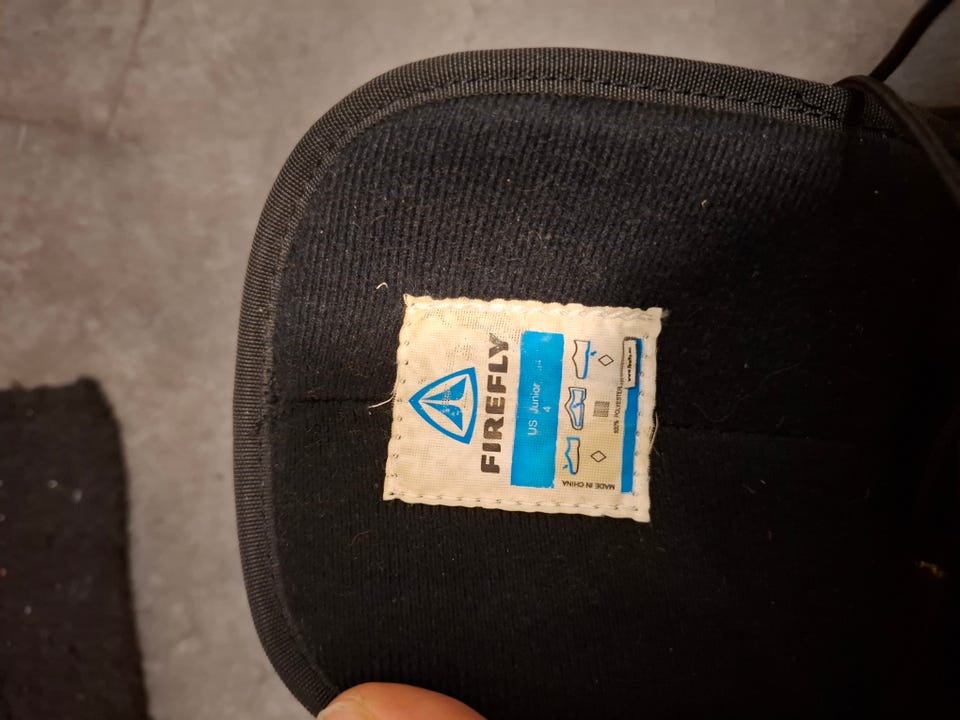 FIREFLY
US Junior
4
100% POLYESTER
MADE IN CHINA